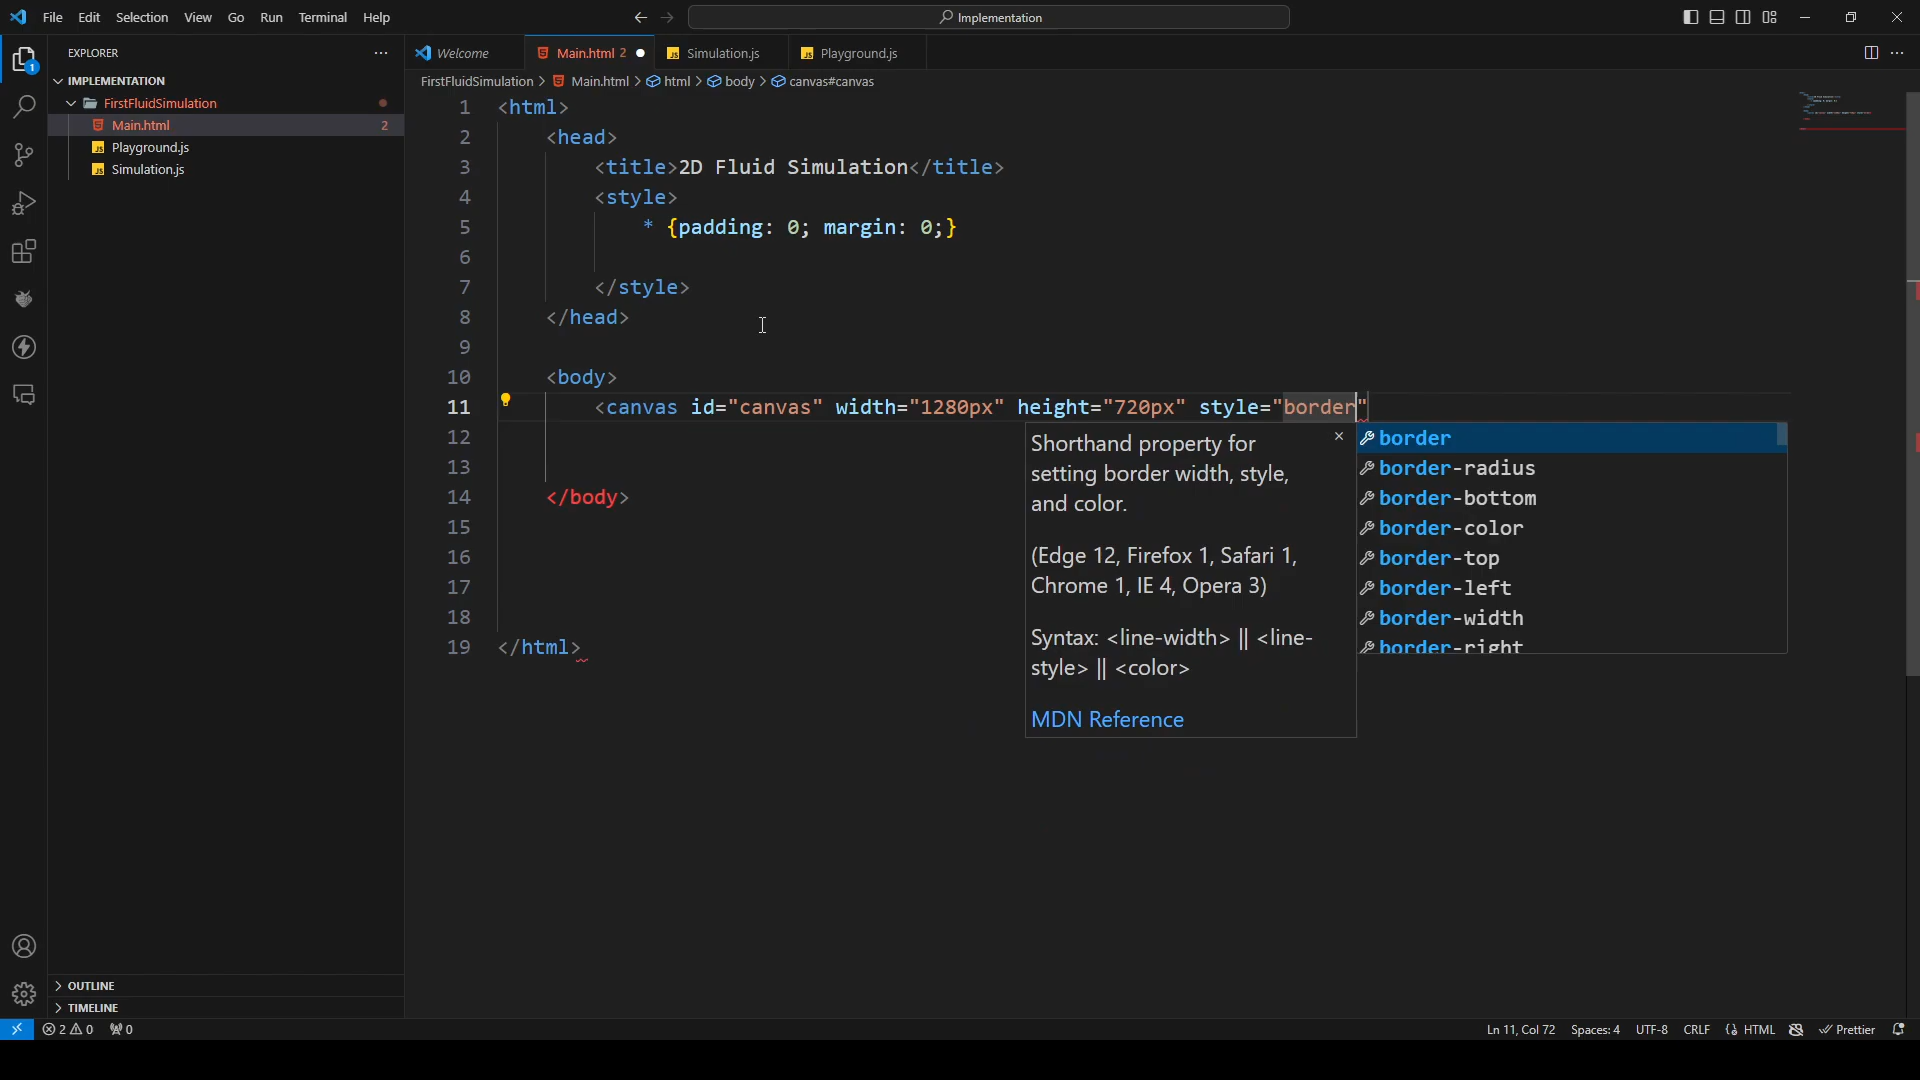 File Edit Selection View Go Run Terminal Help
Implementation
EXPLORER
IMPLEMENTATION
FirstFluidSimulation
Main.html 2
Playground.js
Simulation.js
OUTLINE
TIMELINE
Welcome Main.html 2 Simulation.js Playground.js
FirstFluidSimulation > Main.html > html > body > canvas#canvas
1 <html>
2 <head>
3 <title>2D Fluid Simulation</title>
4 <style>
5 * {padding: 0; margin: 0;}
6
7 </style>
8 </head>
9
10 <body>
11 <canvas id="canvas" width="1280px" height="720px" style="border"
12
13
14 </body>
15
16
17
18
19 </html>
Shorthand property for
setting border width, style,
and color.
(Edge 12, Firefox 1, Safari 1,
Chrome 1, IE 4, Opera 3)
Syntax: <line-width> || <line-
style> || <color>
MDN Reference
border
border-radius
border-bottom
border-color
border-top
border-left
border-width
border-right
1
2 0 0
Ln 11, Col 72 Spaces: 4 UTF-8 CRLF HTML Prettier